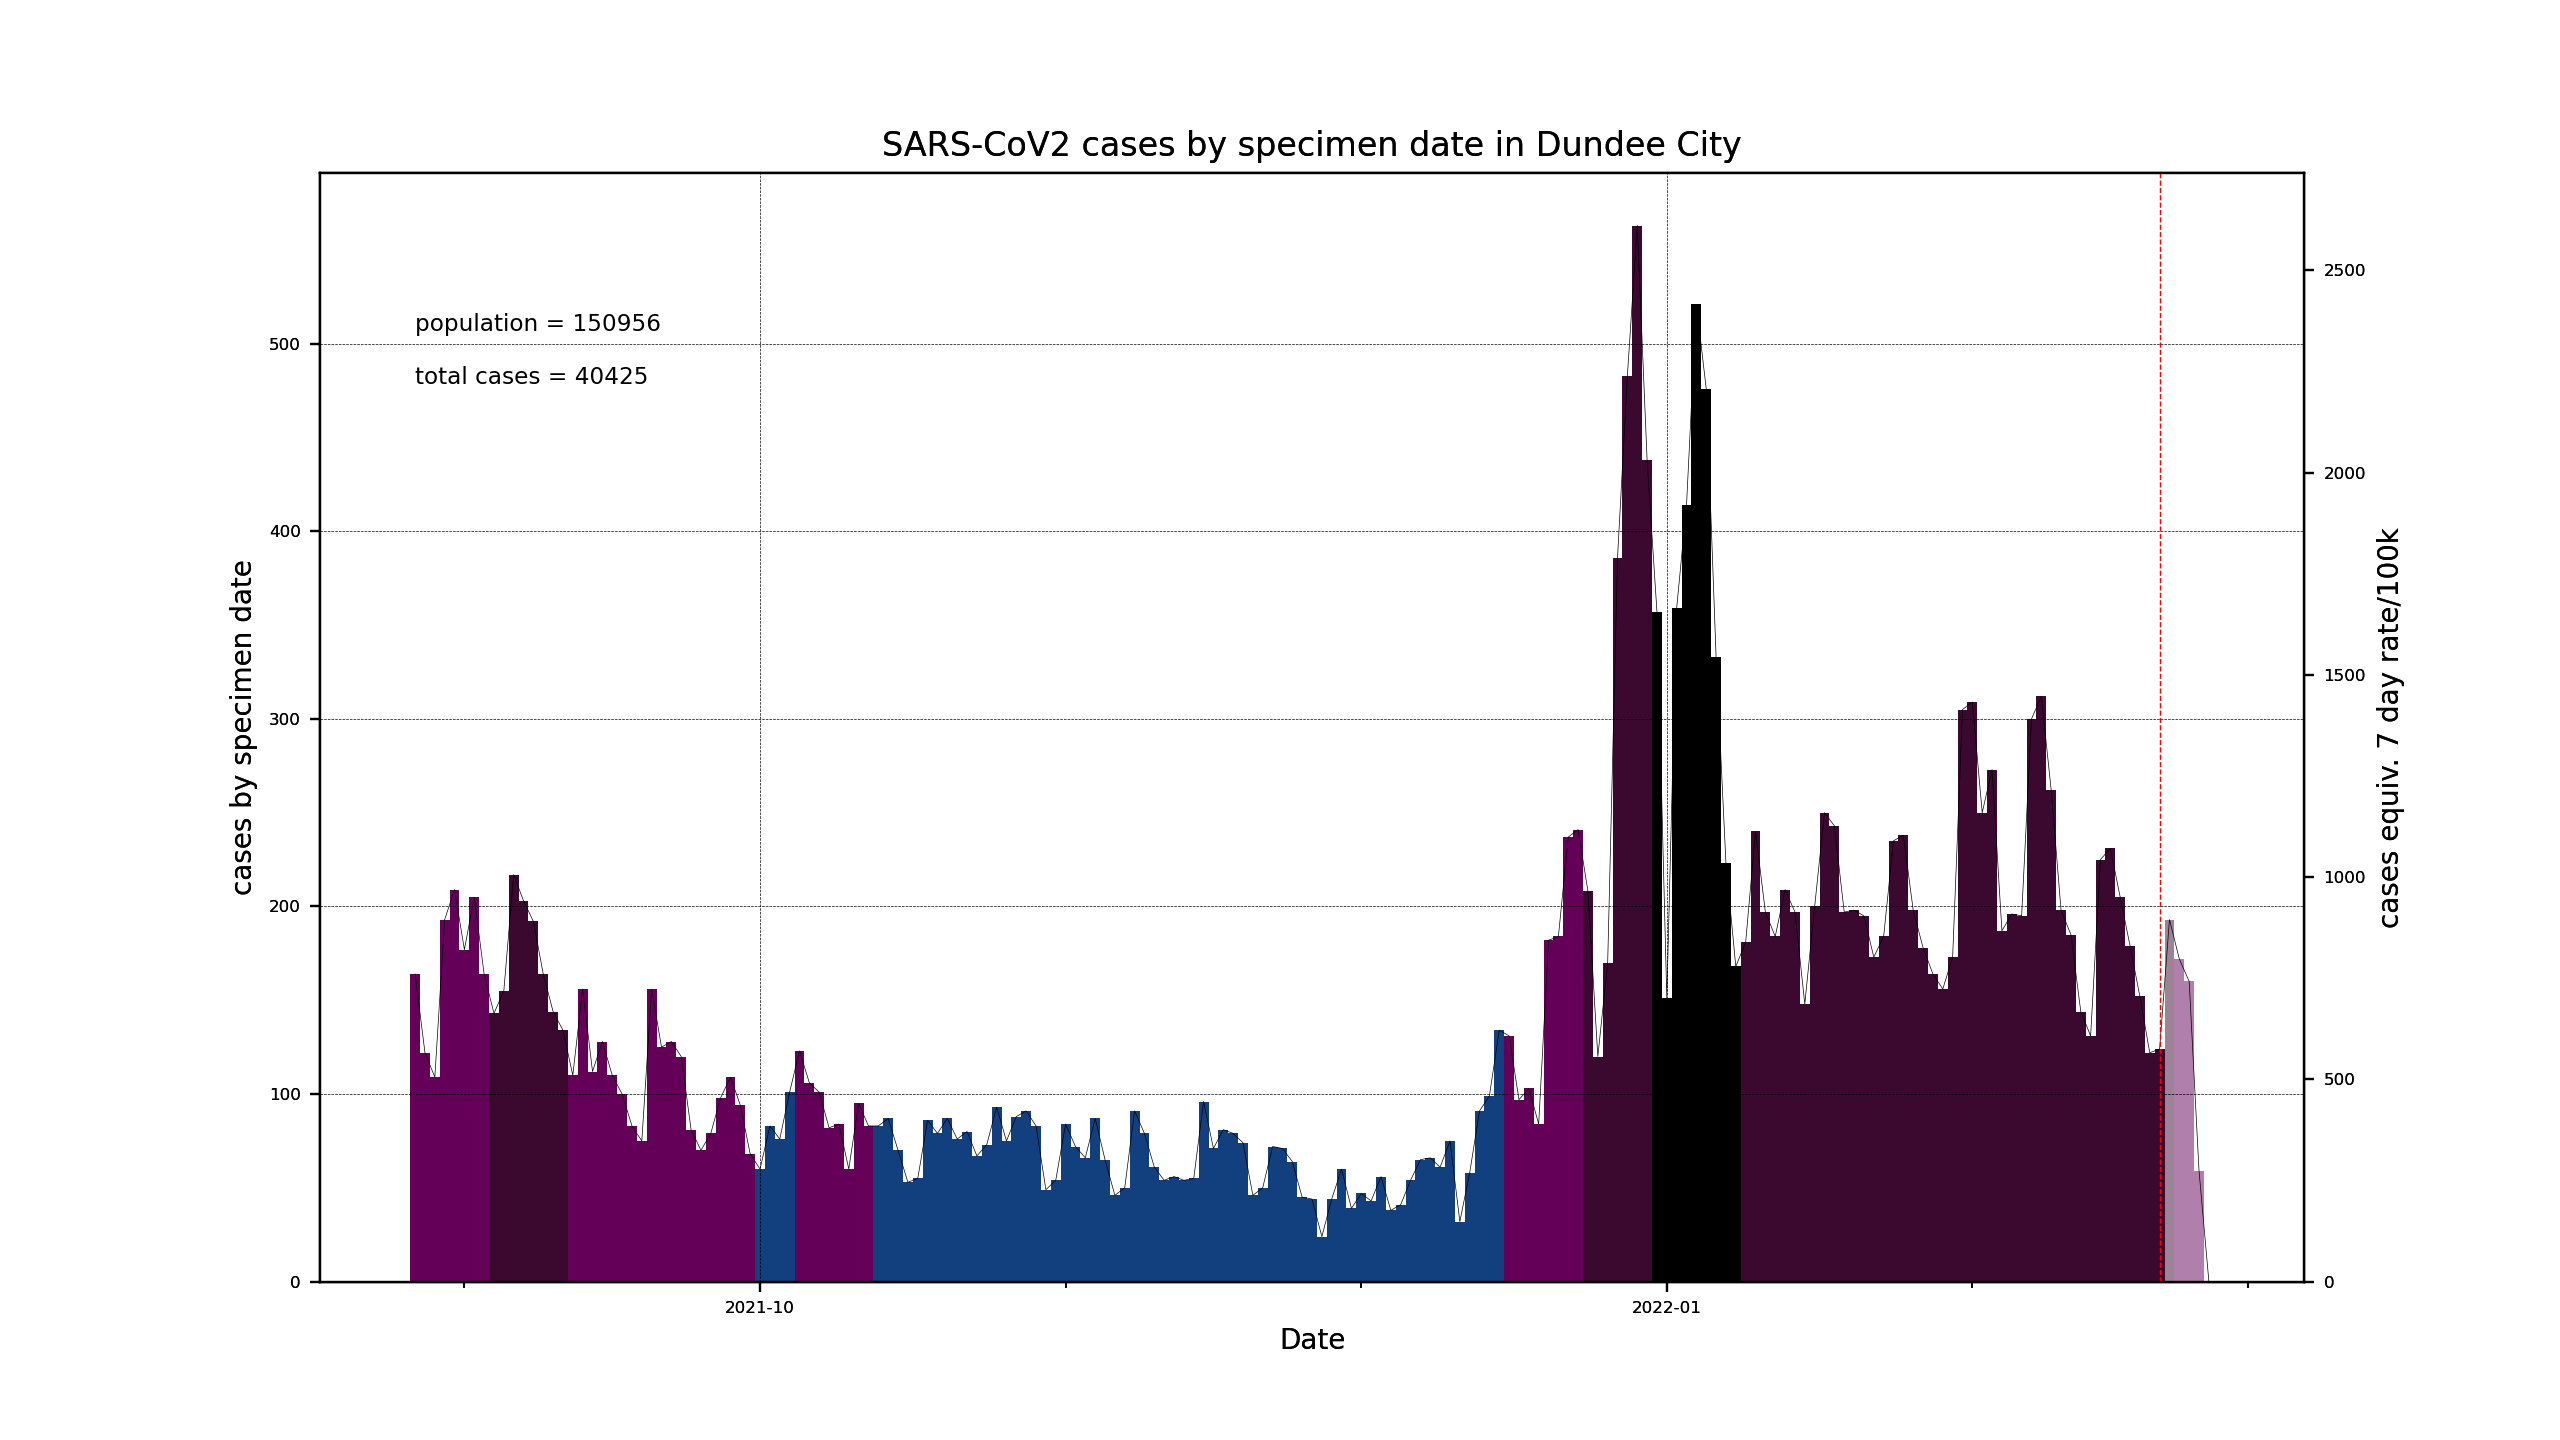 SARS-CoV2 cases by specimen date in Dundee City
population = 150956
total cases = 40425
cases by specimen date
500
400
300
200
100
0
2500
2000
1500
1000
500
0
cases equiv. 7 day rate/100k
2021-10
2022-01
Date